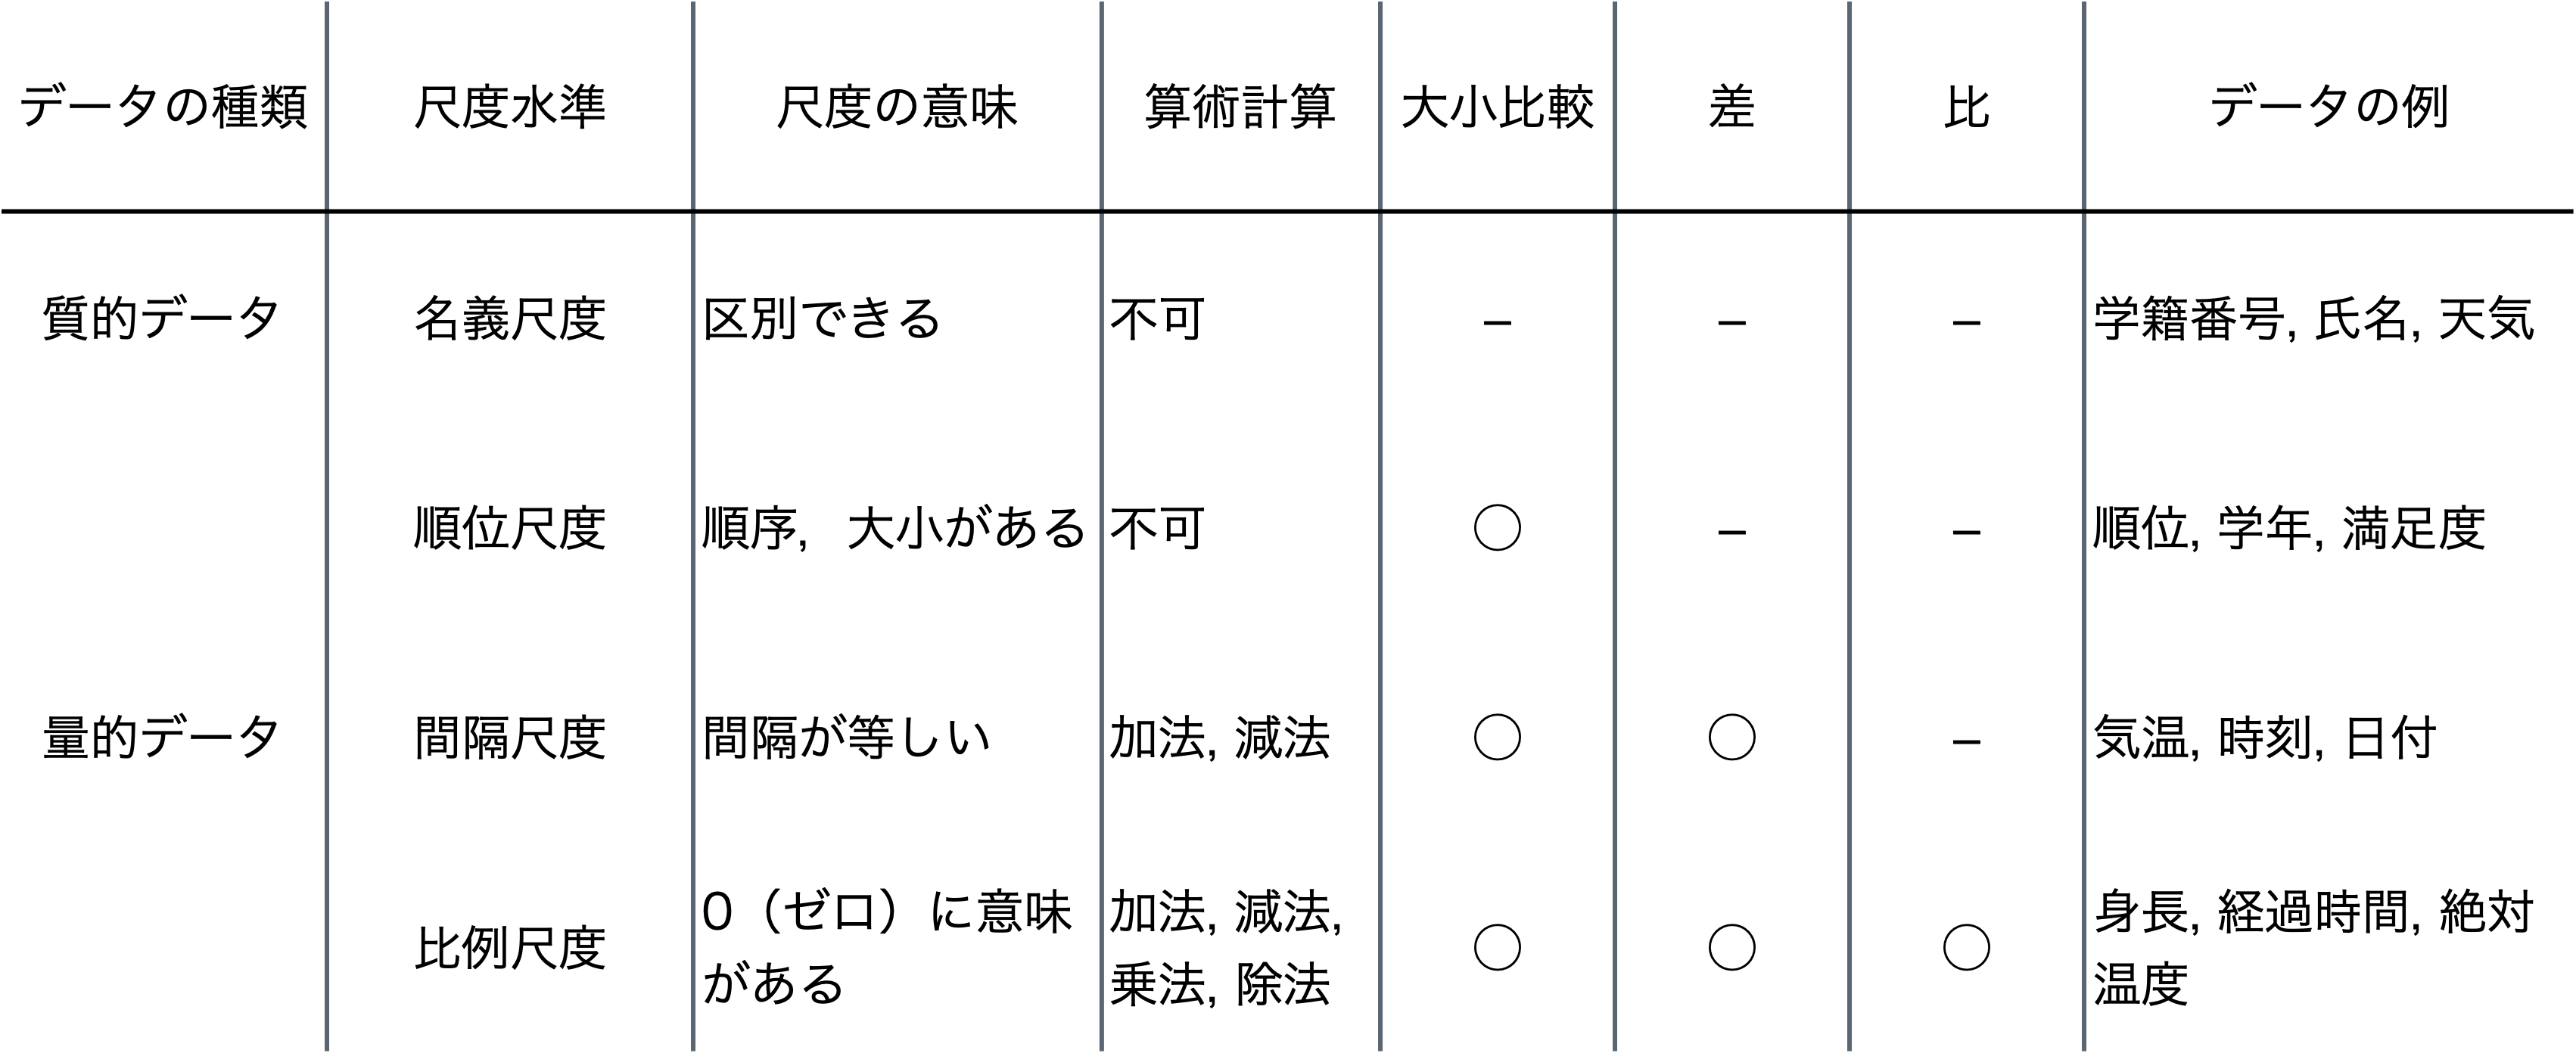 データの種類 尺度水準 尺度の意味 算術計算 大小比較 差 比 データの例
質的データ 名義尺度 区別できる 不可 – – – 学籍番号, 氏名, 天気
順位尺度 順序, 大小がある 不可 ○ – – 順位, 学年, 満足度
量的データ 間隔尺度 間隔が等しい 加法, 減法 ○ ○ – 気温, 時刻, 日付
比例尺度 0（ゼロ）に意味 加法, 減法, ○ ○ ○ 身長, 経過時間, 絶対
がある 乗法, 除法 温度